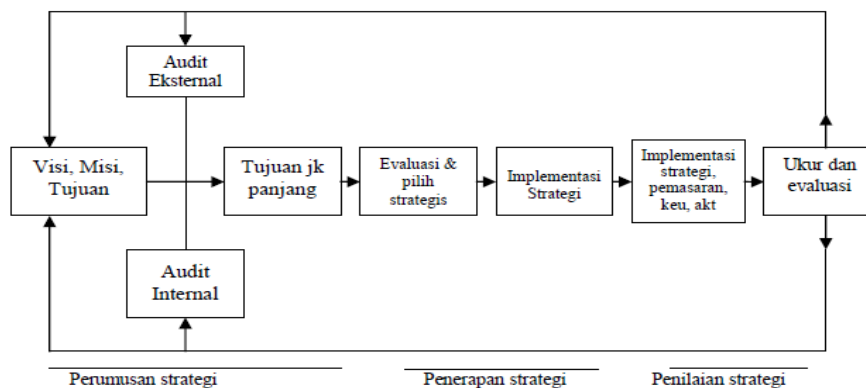 Audit
Eksternal
Visi, Misi,
Tujuan
Tujuan jk
panjang
Evaluasi &
pilih
strategis
Implementasi
Strategi
Implementasi
strategi,
pemasaran,
keu, akt
Ukur dan
evaluasi
Audit
Internal
Perumusan strategi
Penerapan strategi
Penilaian strategi